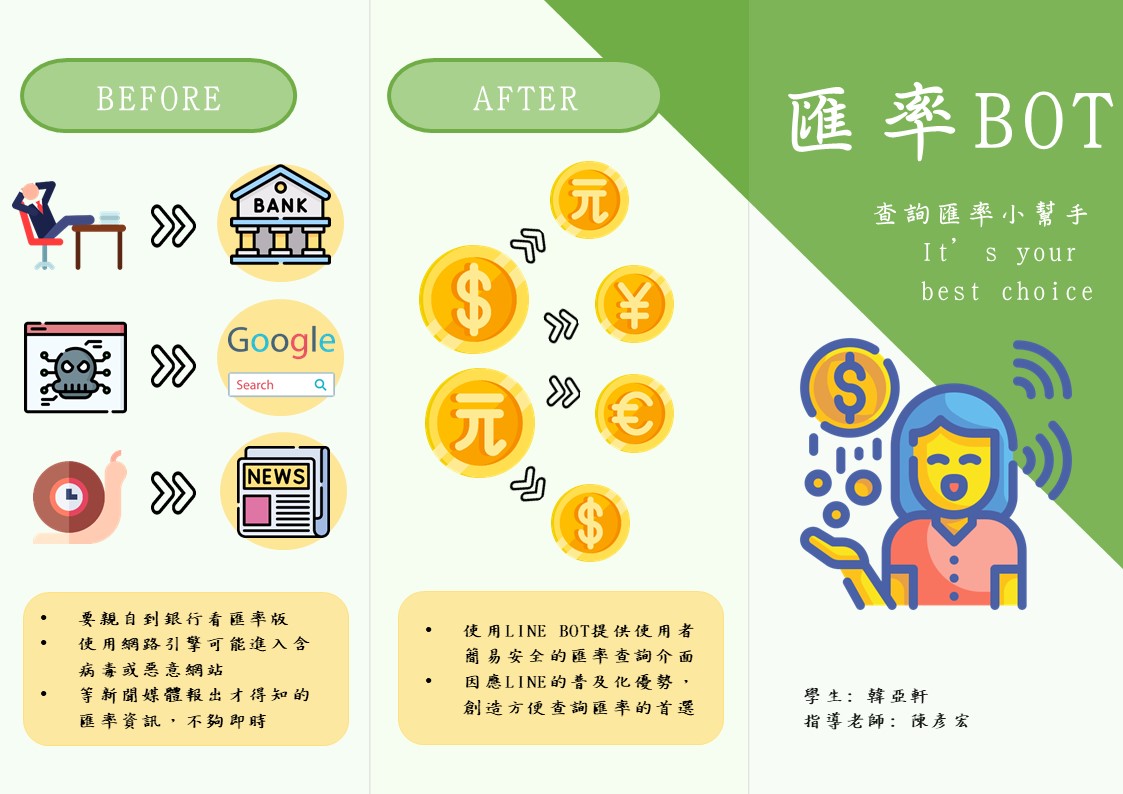 BEFORE
BANK
Google
Search
NEWS
• 要親自到銀行看匯率版
• 使用網路引擎可能進入含
病毒或惡意網站
• 等新聞媒體報出才得知的
匯率資訊，不夠即時
AFTER
元
$
¥
元
€
$
• 使用LINE BOT提供使用者
簡易安全的匯率查詢介面
• 因應LINE的普及化優勢，
創造方便查詢匯率的首選
匯率BOT
查詢匯率小幫手
It's your
best choice
$
學生: 韓亞軒
指導老師: 陳彥宏